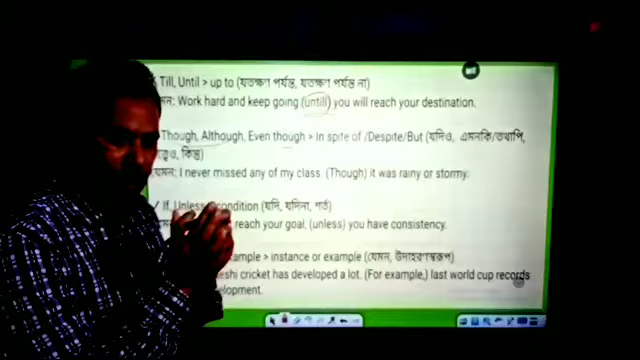 Till, Until > up to (যতক্ষণ পর্যন্ত, যতক্ষণ পর্যন্ত না)
Work hard and keep going (untill) you will reach your destination.
Though, Although, Even though > In spite of /Despite/But (যদিও, এমনকি/তথাপি,
কিন্তু)
I never missed any of my class. (Though) it was rainy or stormy.
If, Unless > condition (যদি, যদিনা, শর্ত)
reach your goal, (unless) you have consistency.
> instance or example (যেমন, উদাহরণস্বরূপ)
cricket has developed a lot. (For example,) last world cup records